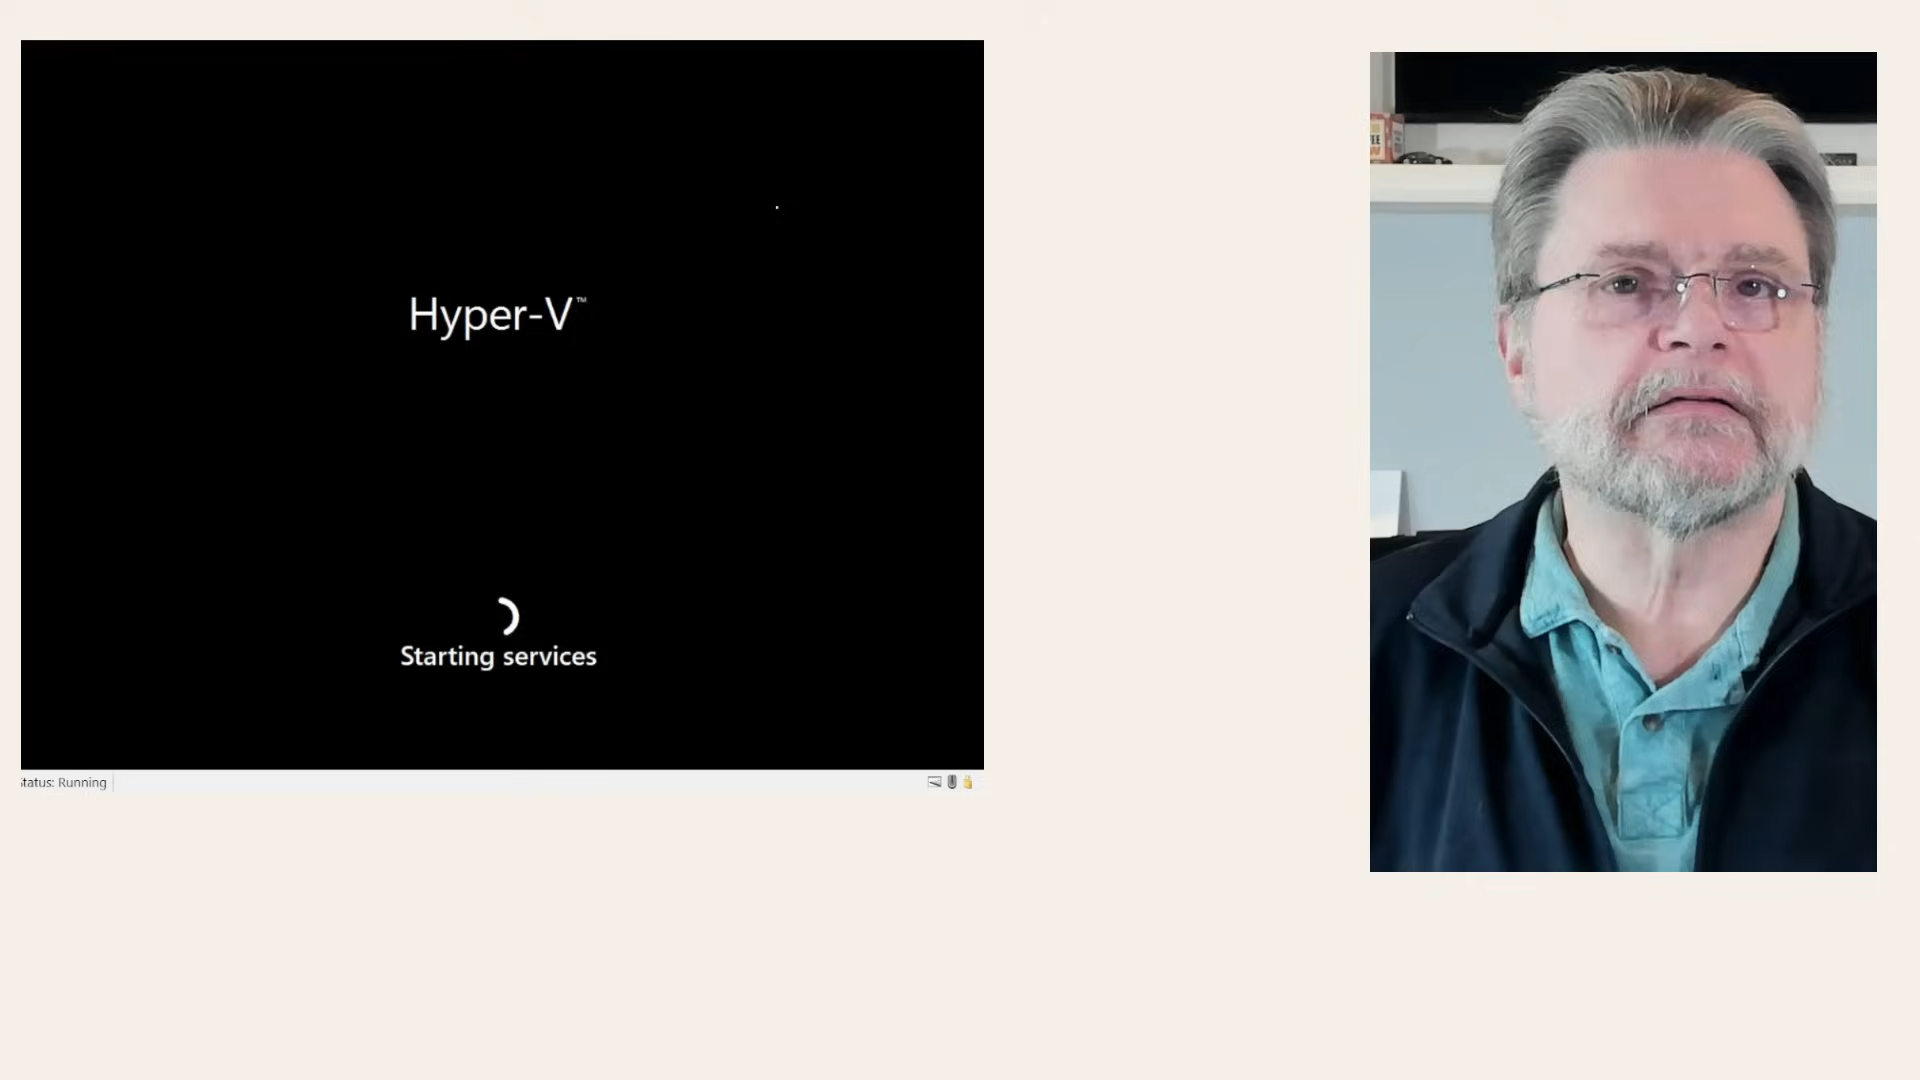 Hyper-V™
Starting services
tatus: Running